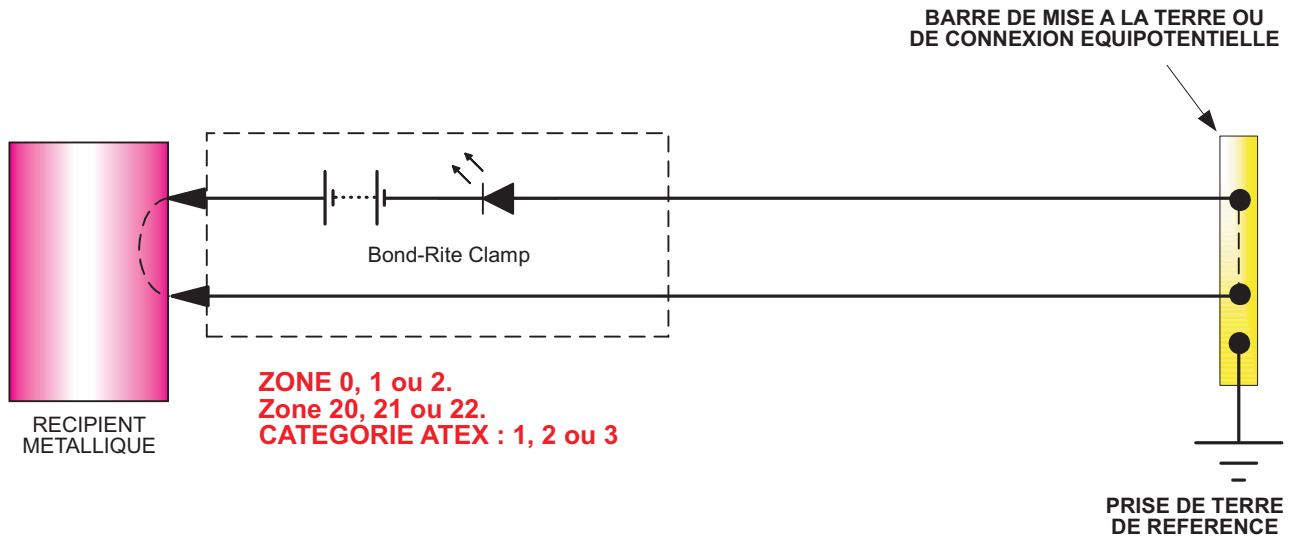 BARRE DE MISE A LA TERRE OU
DE CONNEXION EQUIPOTENTIELLE
Bond-Rite Clamp
ZONE 0, 1 ou 2.
Zone 20, 21 ou 22.
CATEGORIE ATEX : 1, 2 ou 3
RECIPIENT
METALLIQUE
PRISE DE TERRE
DE REFERENCE